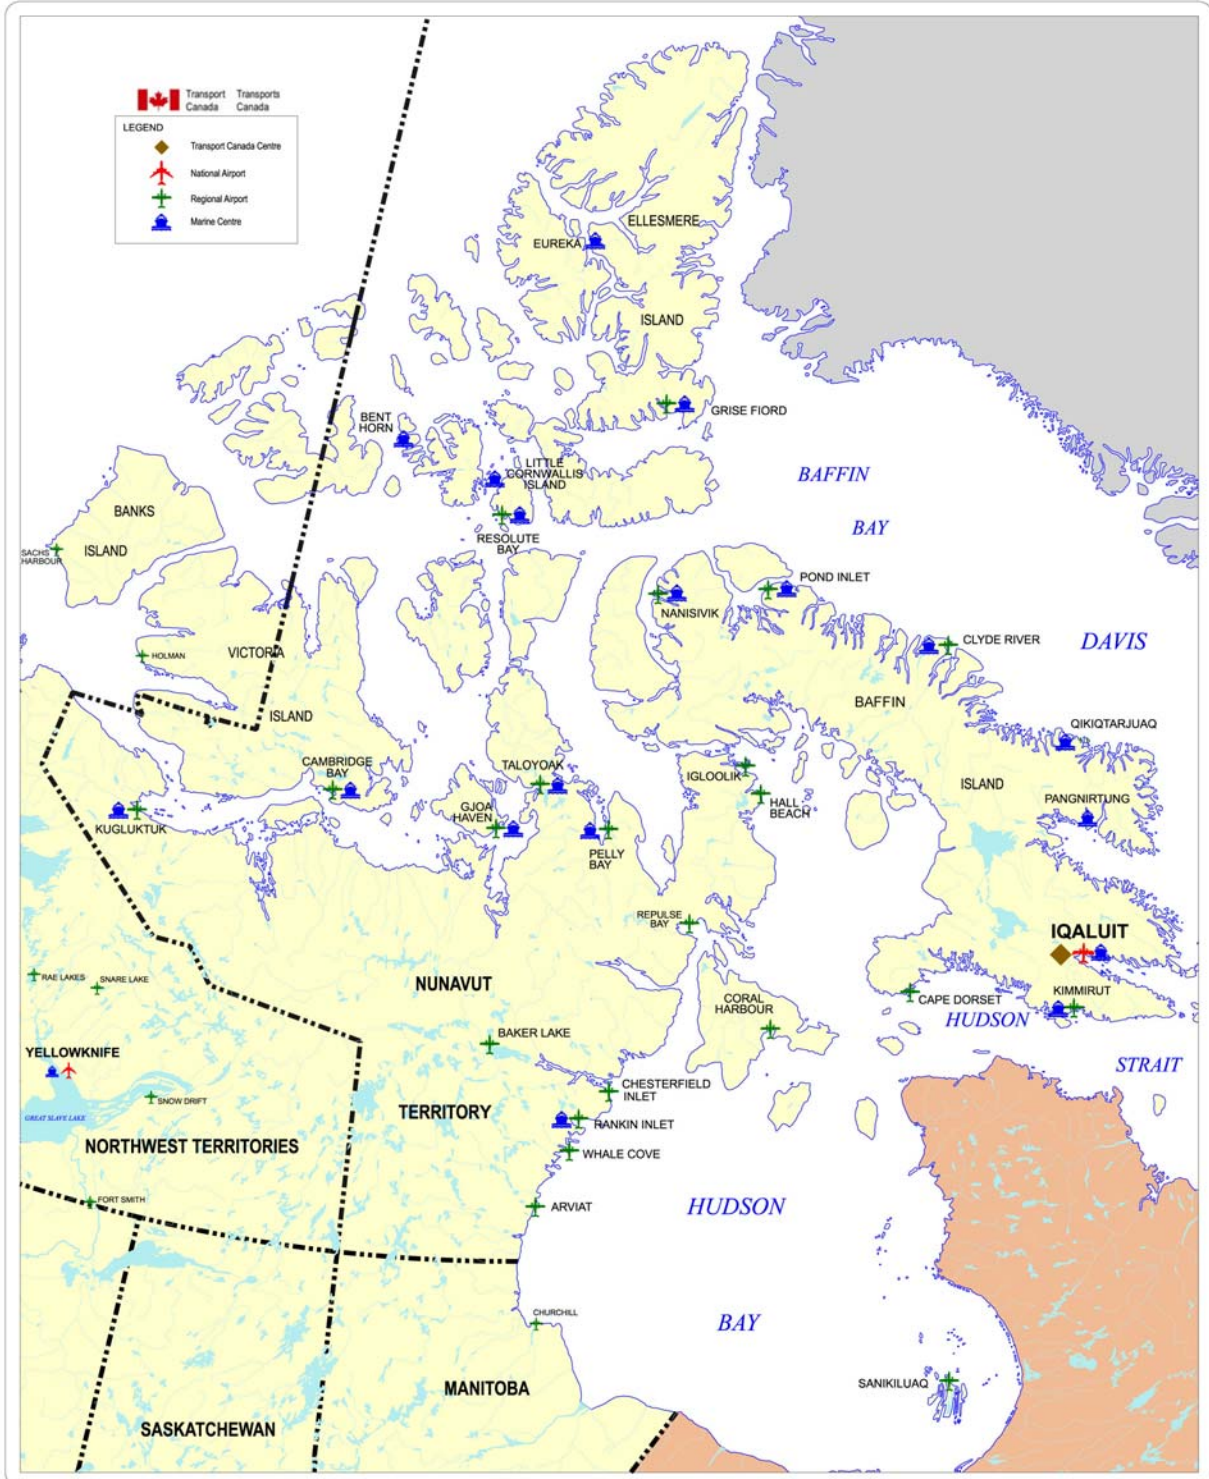 Transport Transports
Canada Canada
LEGEND
Transport Canada Centre
National Airport
Regional Airport
Marine Centre
ELLESMERE
EUREKA
ISLAND
GRISE FIORD
BENT
HORN
LITTLE
CORNWALLIS
ISLAND
BAFFIN
BAY
RESOLUTE
BAY
BANKS
ISLAND
SACHS
HARBOUR
POND INLET
NANISIVIK
CLYDE RIVER
DAVIS
HOLMAN
VICTORIA
ISLAND
BAFFIN
QIKIQTARJUAQ
ISLAND
CAMBRIDGE
BAY
TALOYOAK
IGLOOLIK
HALL
BEACH
PANGNIRTUNG
GJOA
HAVEN
KUGLUKTUK
PELLY
BAY
REPULSE
BAY
IQALUIT
KIMMIRUT
RAE LAKES
SNARE LAKE
NUNAVUT
CORAL
HARBOUR
CAPE DORSET
HUDSON
BAKER LAKE
YELLOWKNIFE
STRAIT
CHESTERFIELD
INLET
SNOW DRIFT
GREAT SLAVE LAKE
TERRITORY
RANKIN INLET
NORTHWEST TERRITORIES
WHALE COVE
FORT SMITH
ARVIAT
HUDSON
CHURCHILL
BAY
SANIKILUAQ
MANITOBA
SASKATCHEWAN